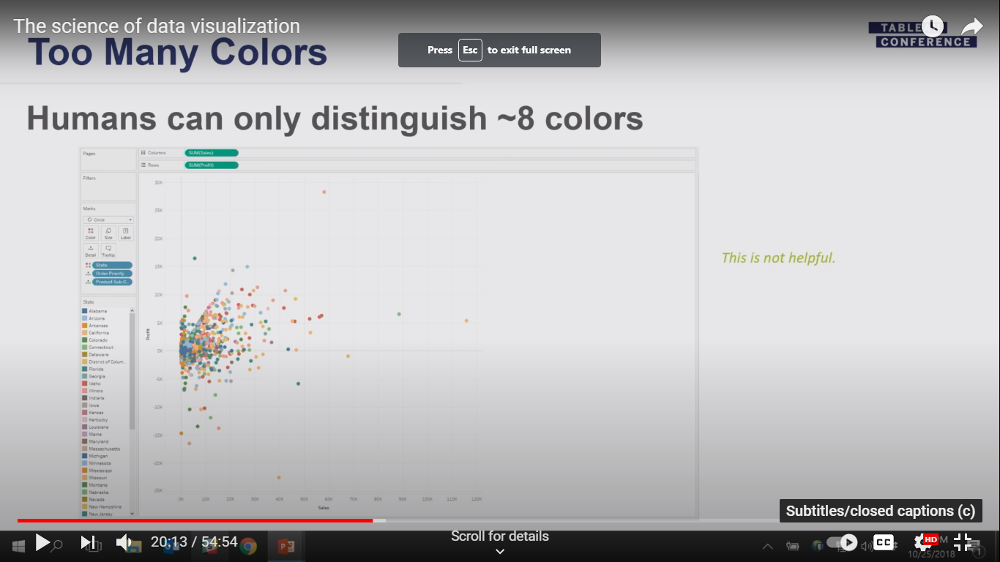 The science of data visualization
Too Many Colors
Press Esc to exit full screen
CONFERENCE
Humans can only distinguish ~8 colors
Pages
Columns
SUM(Sales)
Rows
SUM(Profit)
Filters
Marks
Circle
Color
Size
Label
Detail
Tooltip
State
Order Priority
Product Sub-C..
State
Alabama
Arizona
Arkansas
California
Colorado
Connecticut
Delaware
District of Colum..
Florida
Georgia
Idaho
Illinois
Indiana
Iowa
Kansas
Kentucky
Louisiana
Maine
Maryland
Massachusetts
Michigan
Minnesota
Mississippi
Missouri
Montana
Nebraska
Nevada
New Hampshire
New Jersey
30K
25K
20K
15K
10K
5K
0K
-5K
-10K
-15K
-20K
-25K
Profit
0K 10K 20K 30K 40K 50K 60K 70K 80K 90K 100K 110K 120K
Sales
This is not helpful.
Subtitles/closed captions (c)
20:13 / 54:54
Scroll for details
CC
HD
10/25/2018
1